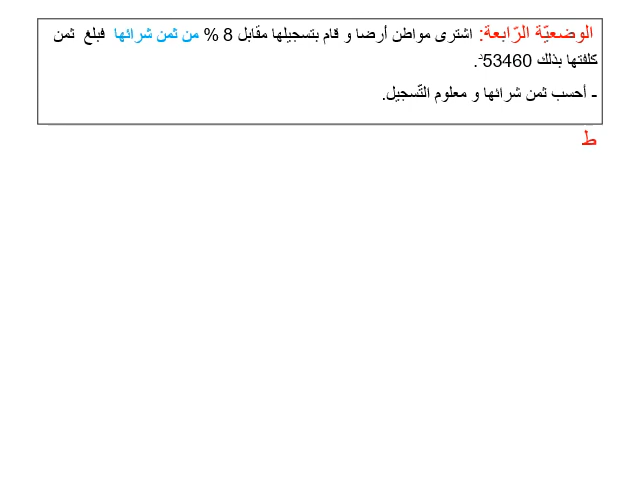 الوضعيّة الرّابعة: اشترى مواطن أرضا و قام بتسجيلها مقابل 8 % من ثمن شرائها فبلغ ثمن
كلفتها بذلك 53460د.
- أحسب ثمن شرائها و معلوم التّسجيل.
ط